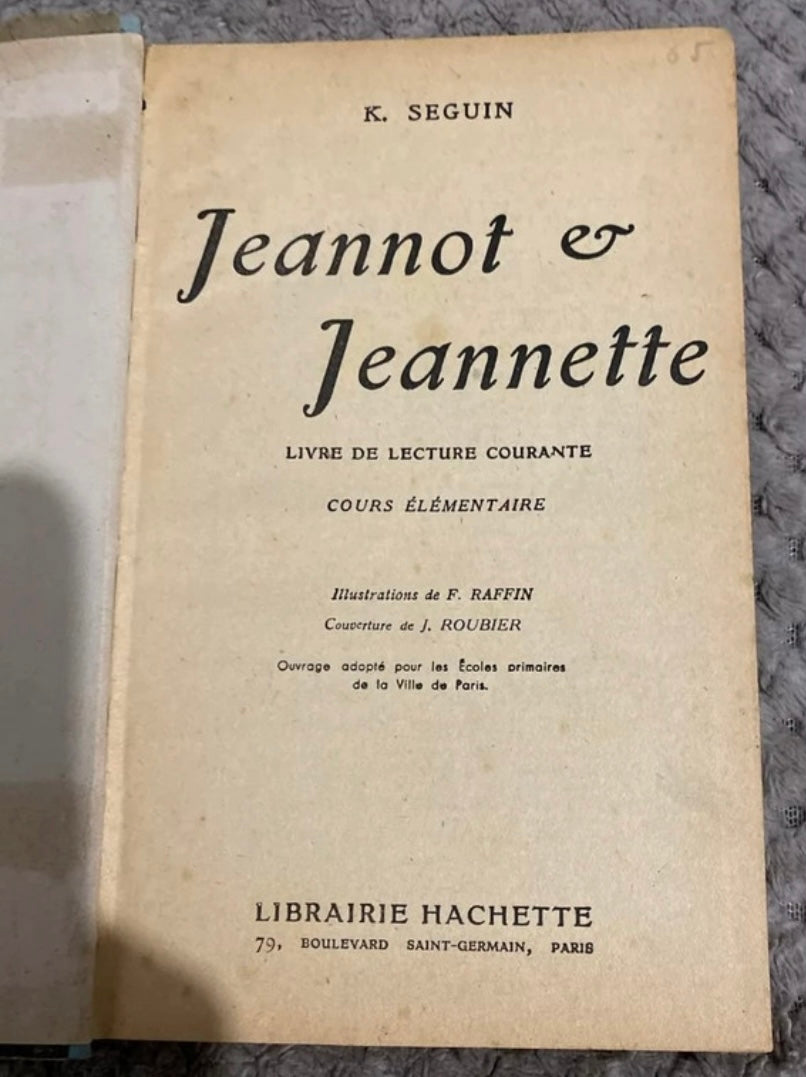 65
K. SEGUIN
Jeannot &
Jeannette
LIVRE DE LECTURE COURANTE
COURS ÉLÉMENTAIRE
Illustrations de F. RAFFIN
Couverture de J. ROUBIER
Ouvrage adopté pour les Écoles primaires
de la Ville de Paris.
LIBRAIRIE HACHETTE
79, BOULEVARD SAINT-GERMAIN, PARIS